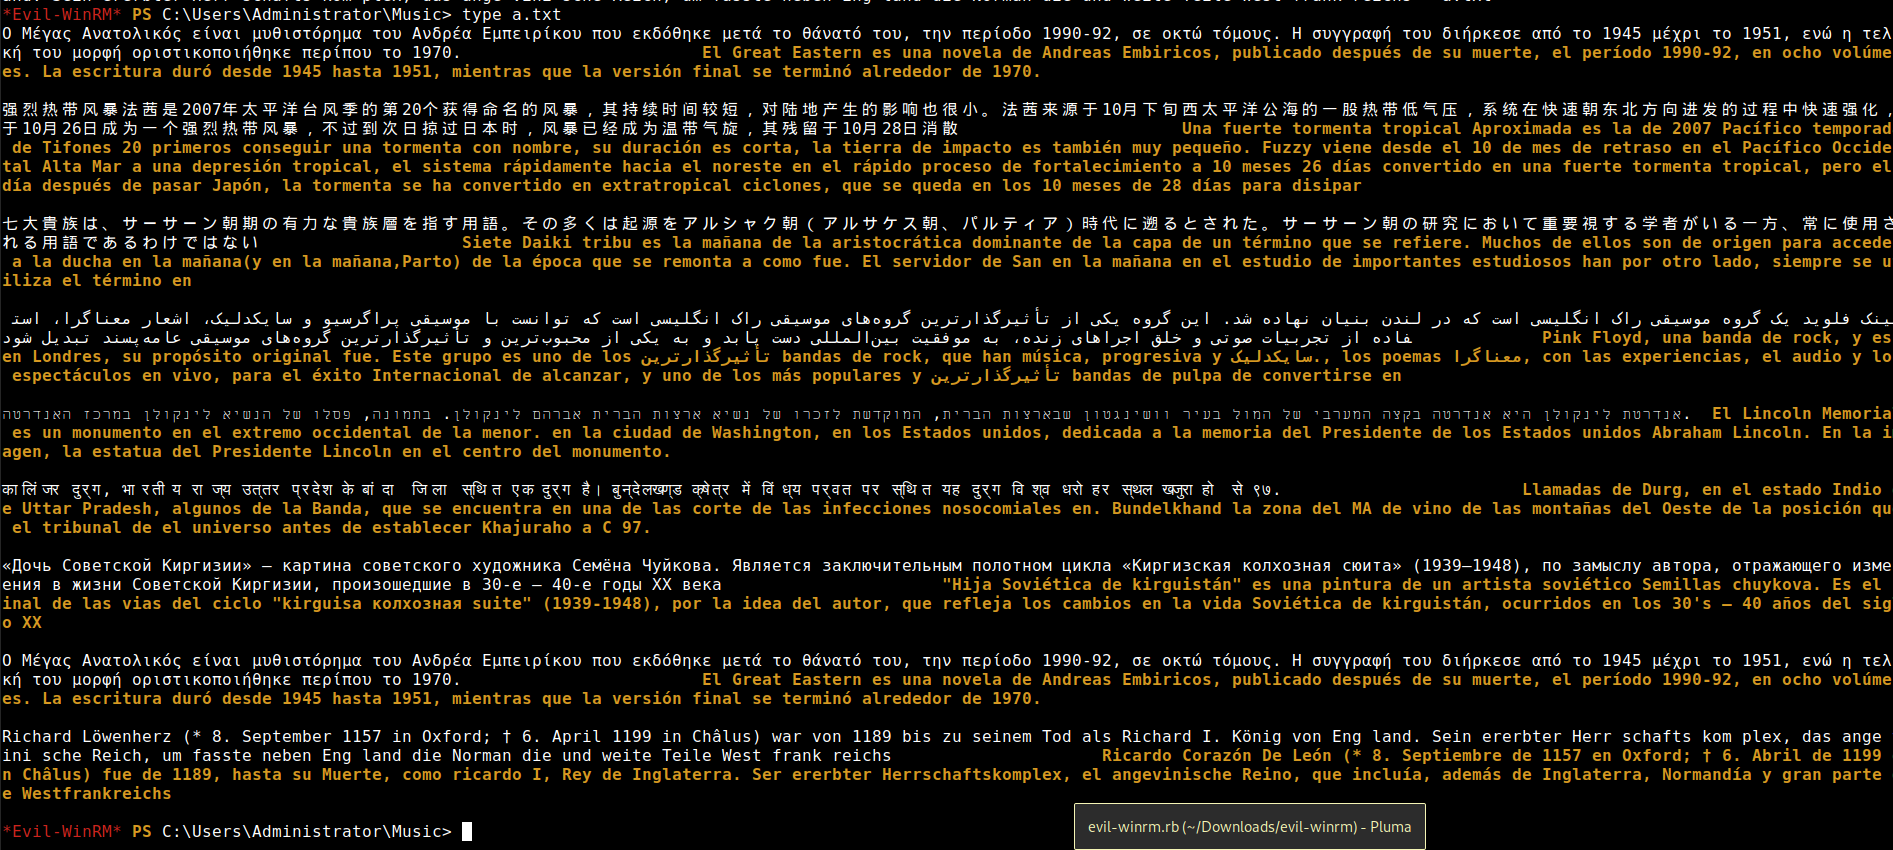 *Evil-WinRM* PS C:\Users\Administrator\Music> type a.txt
Ο Μέγας Ανατολικός είναι μυθιστόρημα του Ανδρέα Εμπειρίκου που εκδόθηκε μετά το θάνατό του, την περίοδο 1990-92, σε οκτώ τόμους. Η συγγραφή του διήρκεσε από το 1945 μέχρι το 1951, ενώ η τελ
κή του μορφή οριστικοποιήθηκε περίπου το 1970. El Great Eastern es una novela de Andreas Embiricos, publicado después de su muerte, el período 1990-92, en ocho volúme
es. La escritura duró desde 1945 hasta 1951, mientras que la versión final se terminó alrededor de 1970.
强烈热带风暴法茜是2007年太平洋台风季的第20个获得命名的风暴，其持续时间较短，对陆地产生的影响也很小。法茜来源于10月下旬西太平洋公海的一股热带低气压，系统在快速朝东北方向进发的过程中快速强化，
于10月26日成为一个强烈热带风暴，不过到次日掠过日本时，风暴已经成为温带气旋，其残留于10月28日消散 Una fuerte tormenta tropical Aproximada es la de 2007 Pacífico temporad
de Tifones 20 primeros conseguir una tormenta con nombre, su duración es corta, la tierra de impacto es también muy pequeño. Fuzzy viene desde el 10 de mes de retraso en el Pacífico Occide
tal Alta Mar a una depresión tropical, el sistema rápidamente hacia el noreste en el rápido proceso de fortalecimiento a 10 meses 26 días convertido en una fuerte tormenta tropical, pero el
día después de pasar Japón, la tormenta se ha convertido en extratropical ciclones, que se queda en los 10 meses de 28 días para disipar
七大貴族は、サーサーン朝期の有力な貴族層を指す用語。その多くは起源をアルシャク朝（アルサケス朝、パルティア）時代に遡るとされた。サーサーン朝の研究において重要視する学者がいる一方、常に使用さ
れる用語であるわけではない Siete Daiki tribu es la mañana de la aristocrática dominante de la capa de un término que se refiere. Muchos de ellos son de origen para accede
a la ducha en la mañana(y en la mañana,Parto) de la época que se remonta a como fue. El servidor de San en la mañana en el estudio de importantes estudiosos han por otro lado, siempre se u
iliza el término en
ینک فلوید یک گروه موسیقی راک انگلیسی است که در لندن بنیان نهاده شد. این گروه یکی از تأثیرگذارترین گروه‌های موسیقی راک انگلیسی است که توانست با موسیقی پراگرسیو و سایکدلیک، اشعار معناگرا، است
فاده از تجربیات صوتی و خلق اجراهای زنده، به موفقیت بین‌المللی دست یابد و به یکی از محبوب‌ترین و تأثیرگذارترین گروه‌های موسیقی عامه‌پسند تبدیل شود Pink Floyd, una banda de rock, y es
en Londres, su propósito original fue. Este grupo es uno de los تأثیرگذارترین bandas de rock, que han música, progresiva y سایکدلیک., los poemas معناگرا, con las experiencias, el audio y lo
espectáculos en vivo, para el éxito Internacional de alcanzar, y uno de los más populares y تأثیرگذارترین bandas de pulpa de convertirse en
אנדרטת לינקולן היא אנדרטה בקצה המערבי של המול בעיר וושינגטון שבארצות הברית, המוקדשת לזכרו של נשיא ארצות הברית אברהם לינקולן. בתמונה, פסלו של הנשיא לינקולן במרכז האנדרטה. El Lincoln Memoria
es un monumento en el extremo occidental de la menor. en la ciudad de Washington, en los Estados unidos, dedicada a la memoria del Presidente de los Estados unidos Abraham Lincoln. En la i
agen, la estatua del Presidente Lincoln en el centro del monumento.
कालिंजर दुर्ग, भारतीय राज्य उत्तर प्रदेश के बांदा जिला स्थित एक दुर्ग है। बुन्देलखण्ड क्षेत्र में विंध्य पर्वत पर स्थित यह दुर्ग विश्व धरोहर स्थल खजुराहो से ९७. Llamadas de Durg, en el estado Indio
e Uttar Pradesh, algunos de la Banda, que se encuentra en una de las corte de las infecciones nosocomiales en. Bundelkhand la zona del MA de vino de las montañas del Oeste de la posición qu
el tribunal de el universo antes de establecer Khajuraho a C 97.
«Дочь Советской Киргизии» — картина советского художника Семёна Чуйкова. Является заключительным полотном цикла «Киргизская колхозная сюита» (1939—1948), по замыслу автора, отражающего изме
ения в жизни Советской Киргизии, произошедшие в 30-е — 40-е годы XX века "Hija Soviética de kirguistán" es una pintura de un artista soviético Semillas chuykova. Es el
inal de las vias del ciclo "kirguisa колхозная suite" (1939-1948), por la idea del autor, que refleja los cambios en la vida Soviética de kirguistán, ocurridos en los 30's — 40 años del sig
o XX
Ο Μέγας Ανατολικός είναι μυθιστόρημα του Ανδρέα Εμπειρίκου που εκδόθηκε μετά το θάνατό του, την περίοδο 1990-92, σε οκτώ τόμους. Η συγγραφή του διήρκεσε από το 1945 μέχρι το 1951, ενώ η τελ
κή του μορφή οριστικοποιήθηκε περίπου το 1970. El Great Eastern es una novela de Andreas Embiricos, publicado después de su muerte, el período 1990-92, en ocho volúme
es. La escritura duró desde 1945 hasta 1951, mientras que la versión final se terminó alrededor de 1970.
Richard Löwenherz (* 8. September 1157 in Oxford; † 6. April 1199 in Châlus) war von 1189 bis zu seinem Tod als Richard I. König von Eng land. Sein ererbter Herr schafts kom plex, das ange
ini sche Reich, um fasste neben Eng land die Norman die und weite Teile West frank reichs Ricardo Corazón De León (* 8. Septiembre de 1157 en Oxford; † 6. Abril de 1199
n Châlus) fue de 1189, hasta su Muerte, como ricardo I, Rey de Inglaterra. Ser ererbter Herrschaftskomplex, el angevinische Reino, que incluía, además de Inglaterra, Normandía y gran parte
e Westfrankreichs
*Evil-WinRM* PS C:\Users\Administrator\Music>
evil-winrm.rb (~/Downloads/evil-winrm) - Pluma